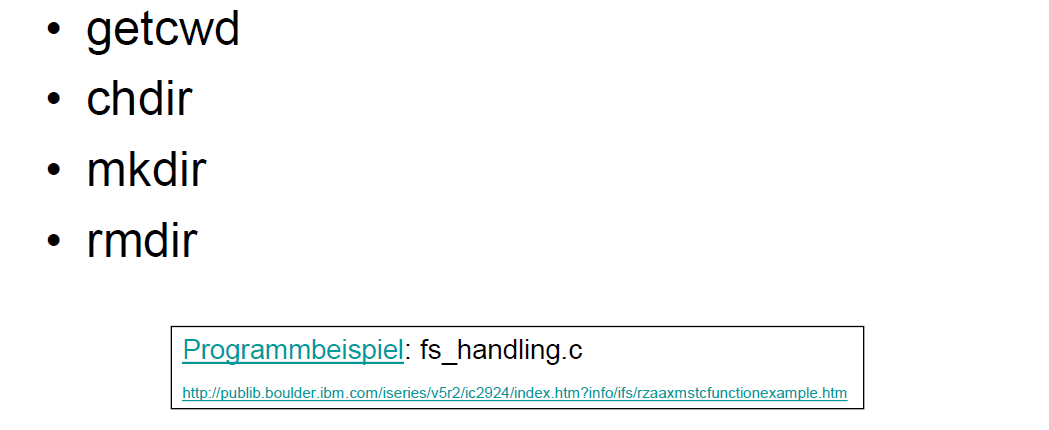 • getcwd
• chdir
• mkdir
• rmdir
Programmbeispiel: fs_handling.c
http://publib.boulder.ibm.com/iseries/v5r2/ic2924/index.htm?info/ifs/rzaaxmstcfunctionexample.htm